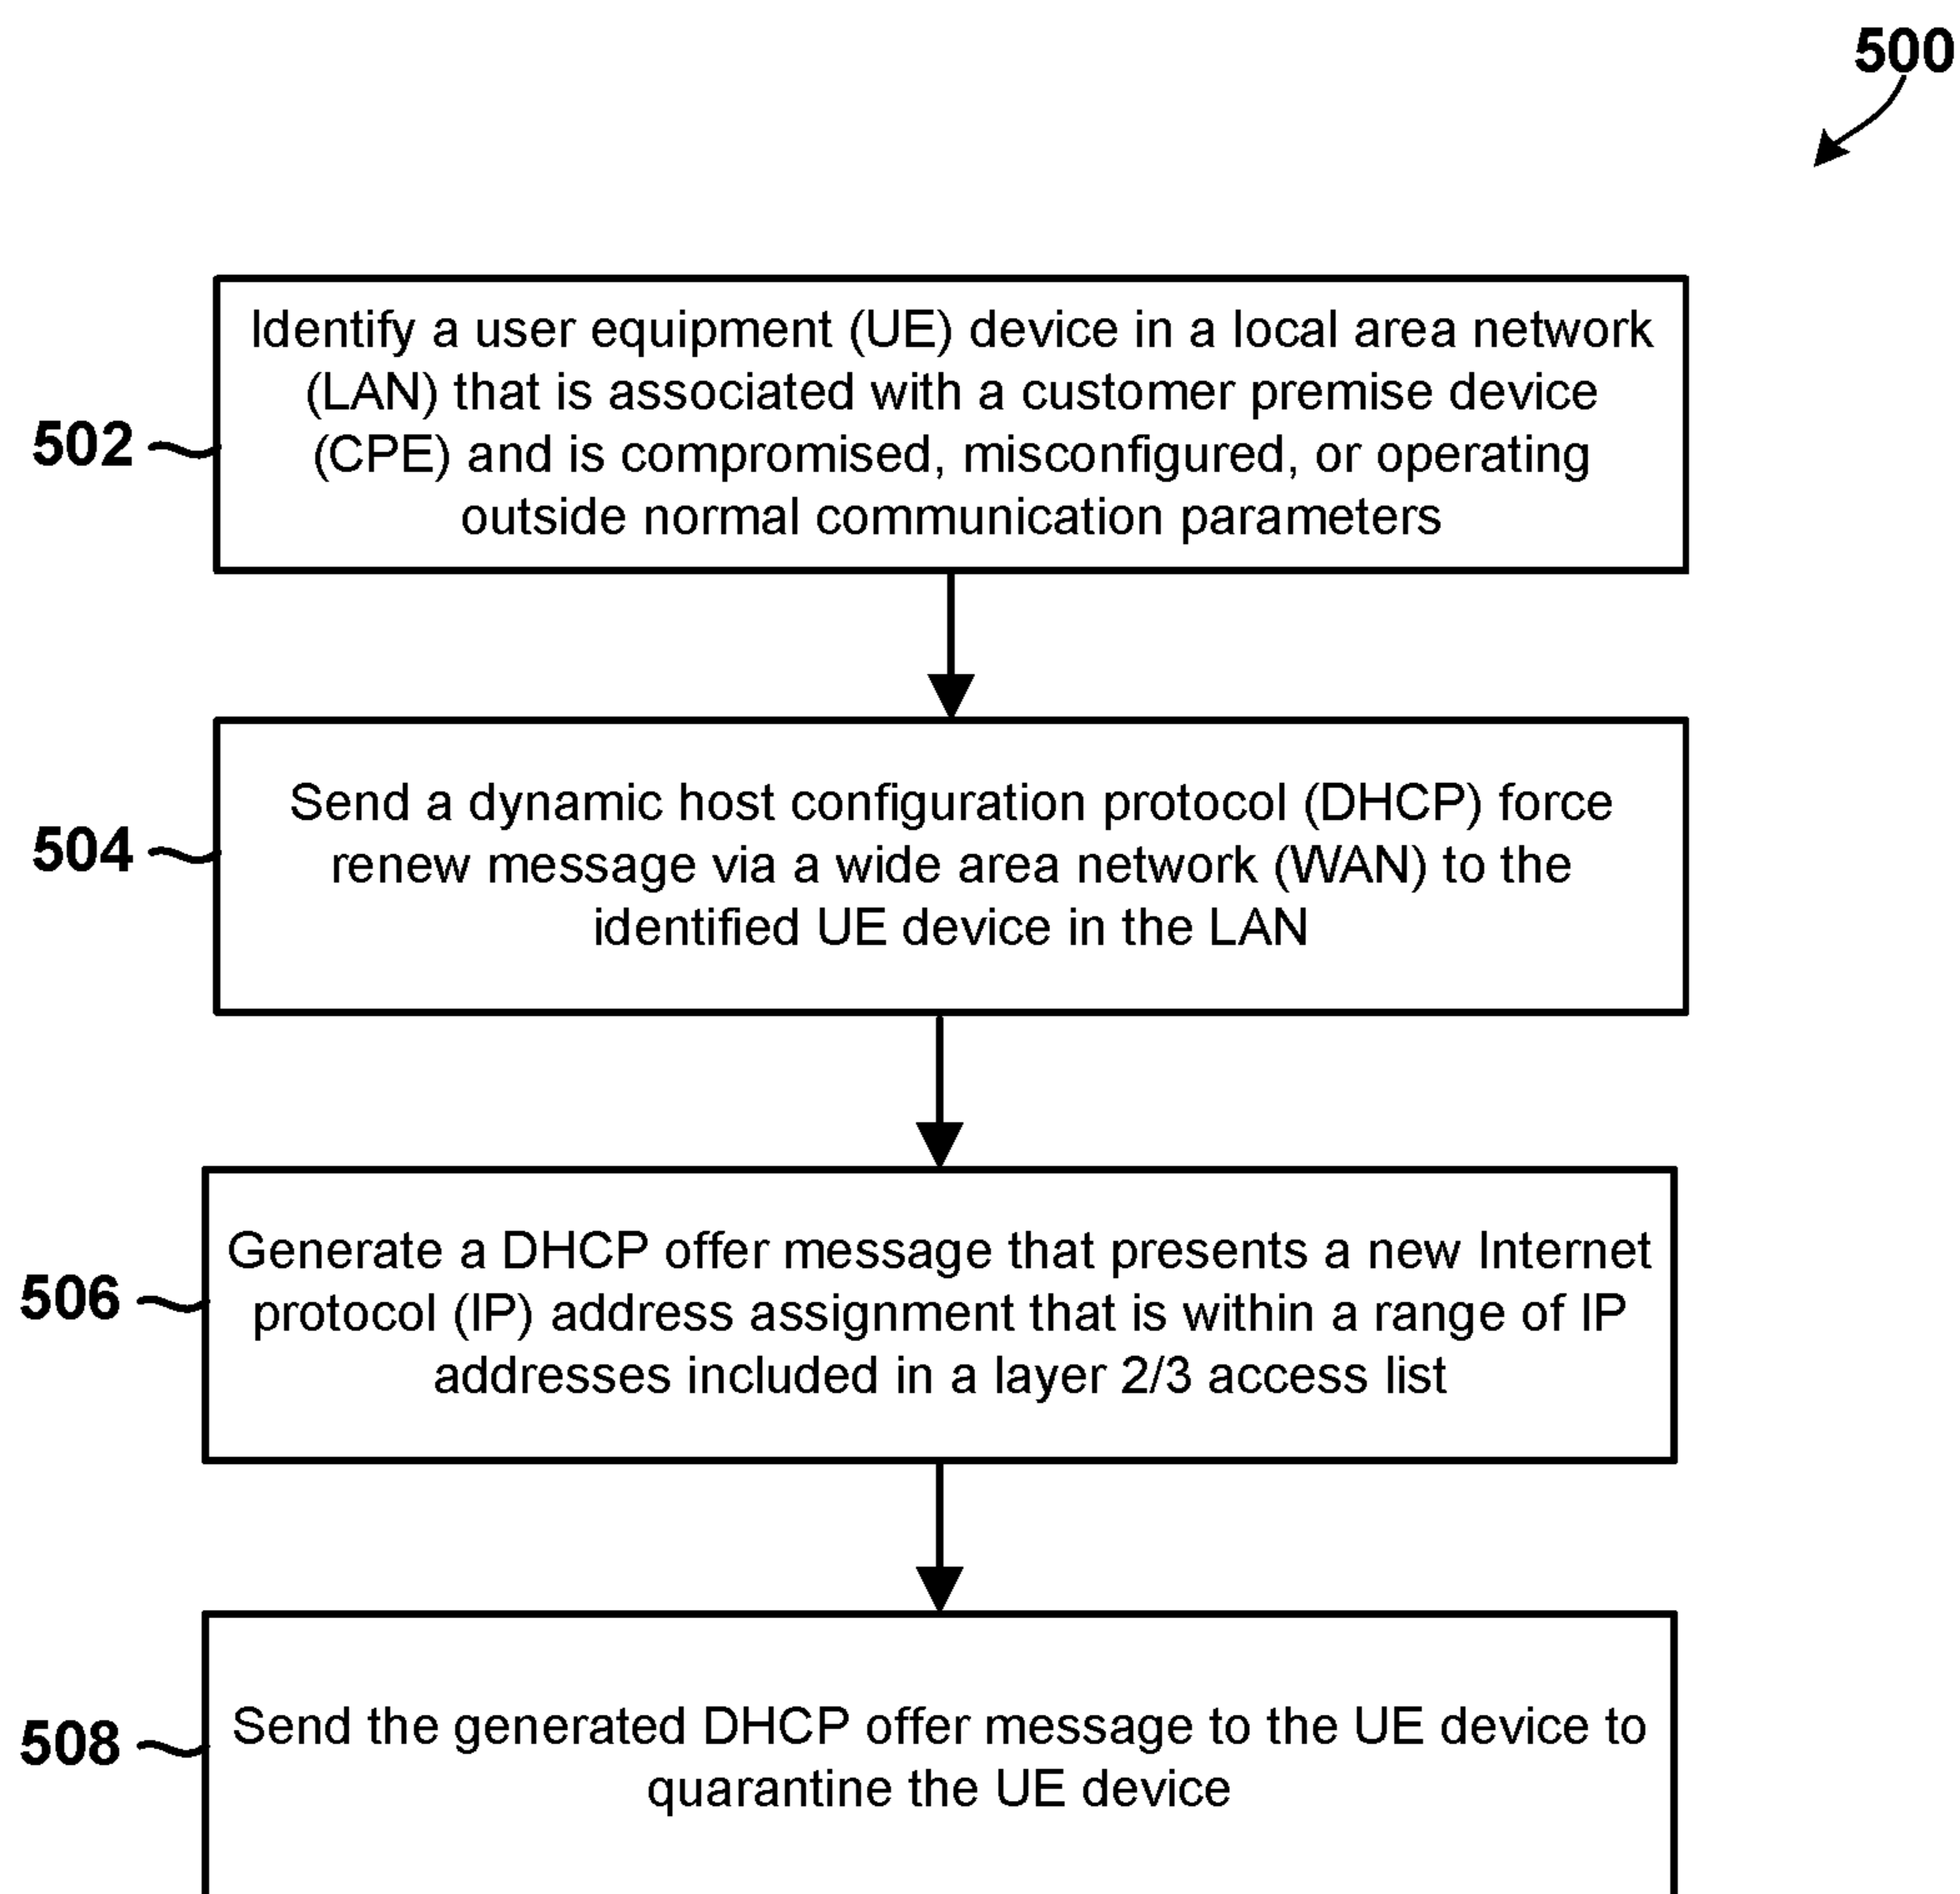 500
Identify a user equipment (UE) device in a local area network
(LAN) that is associated with a customer premise device
(CPE) and is compromised, misconfigured, or operating
outside normal communication parameters
502
Send a dynamic host configuration protocol (DHCP) force
renew message via a wide area network (WAN) to the
identified UE device in the LAN
504
Generate a DHCP offer message that presents a new Internet
protocol (IP) address assignment that is within a range of IP
addresses included in a layer 2/3 access list
506
Send the generated DHCP offer message to the UE device to
quarantine the UE device
508